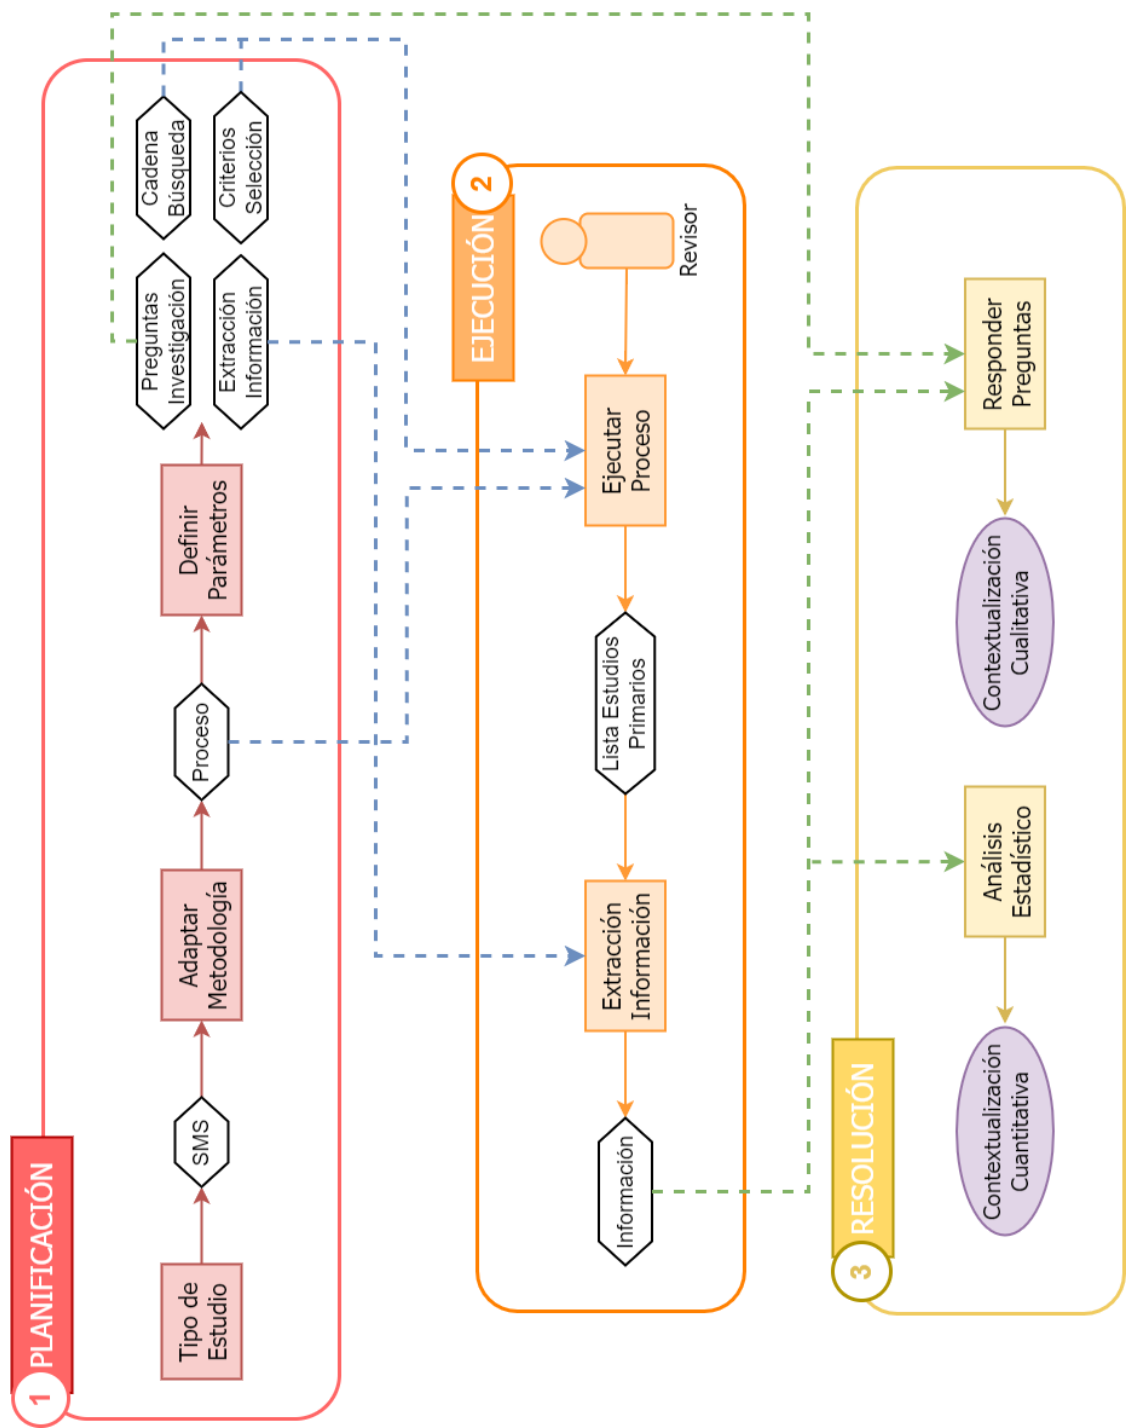 1
PLANIFICACIÓN
Tipo de
Estudio
SMS
Adaptar
Metodología
Proceso
Definir
Parámetros
Preguntas
Investigación
Cadena
Búsqueda
Extracción
Información
Criterios
Selección
EJECUCIÓN
2
Revisor
Ejecutar
Proceso
Lista Estudios
Primarios
Extracción
Información
Información
3
RESOLUCIÓN
Responder
Preguntas
Contextualización
Cualitativa
Análisis
Estadístico
Contextualización
Cuantitativa